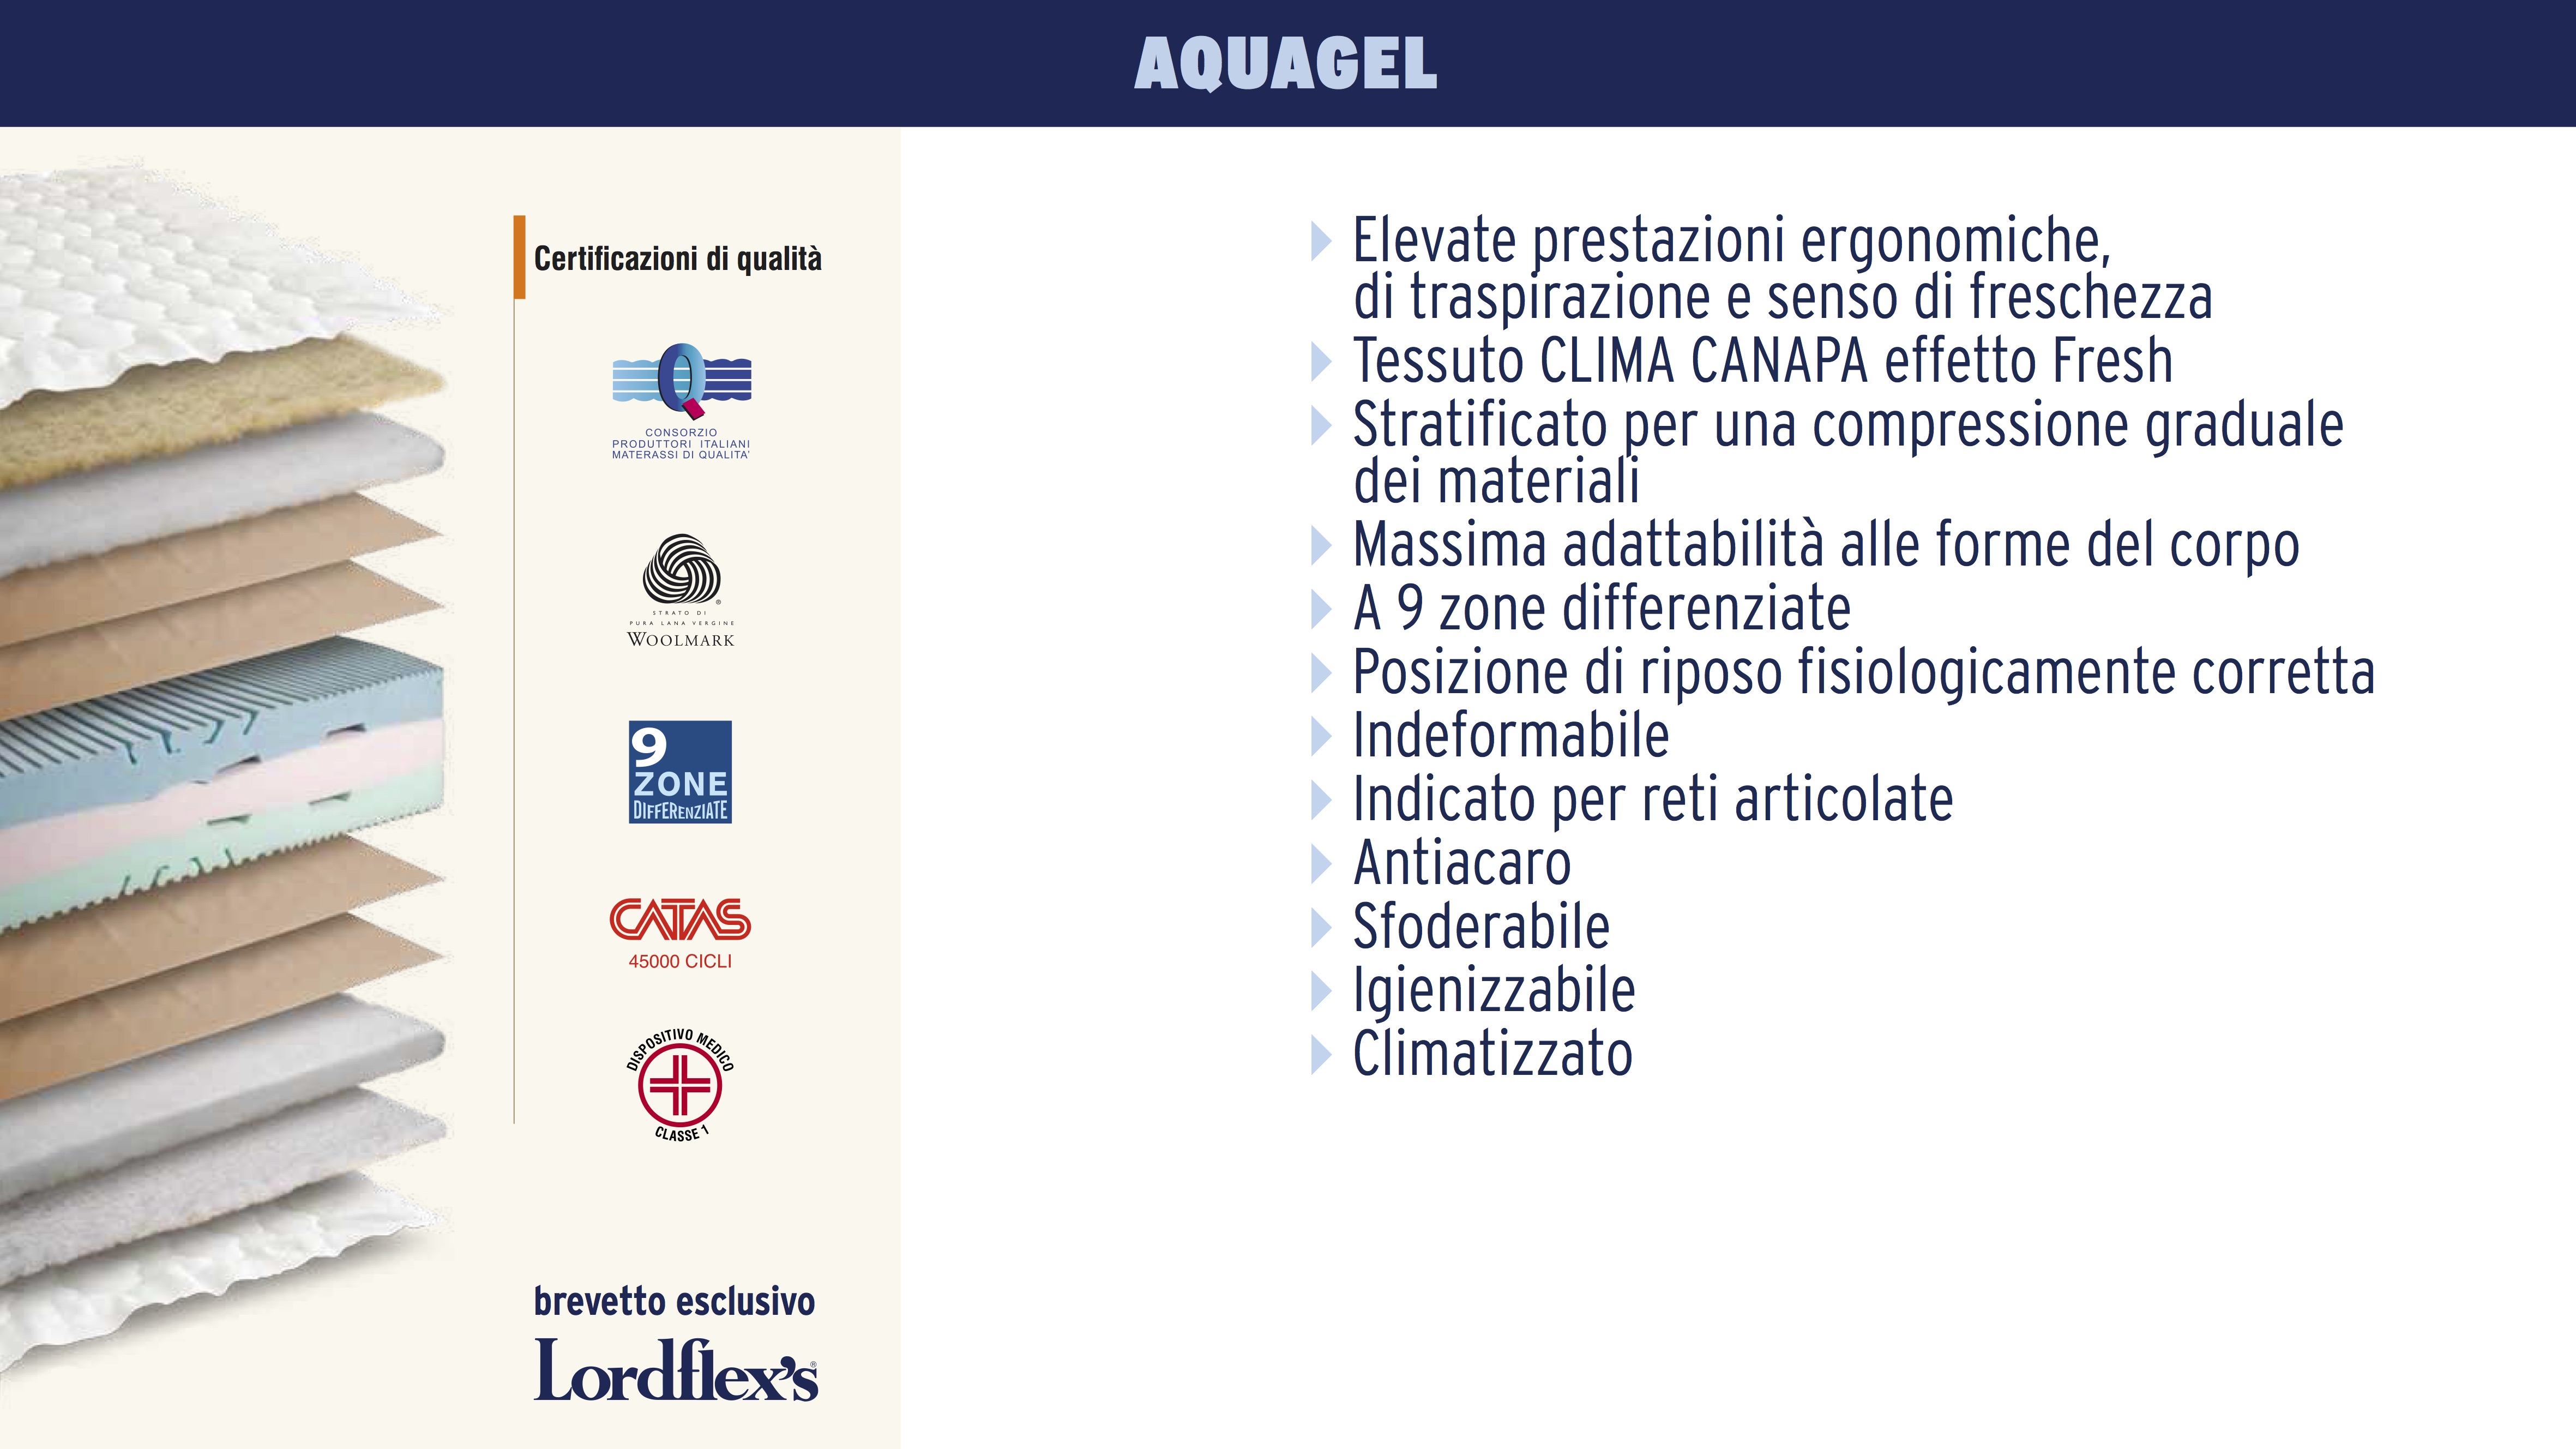 AQUAGEL
Certificazioni di qualità
Q
CONSORZIO
PRODUTTORI ITALIANI
MATERASSI DI QUALITA'
STRATO DI
PURA LANA VERGINE
WOOLMARK
9
ZONE
DIFFERENZIATE
CATAS
45000 CICLI
DISPOSITIVO MEDICO
CLASSE 1
brevetto esclusivo
Lordflex's®
Elevate prestazioni ergonomiche,
di traspirazione e senso di freschezza
Tessuto CLIMA CANAPA effetto Fresh
Stratificato per una compressione graduale
dei materiali
Massima adattabilità alle forme del corpo
A 9 zone differenziate
Posizione di riposo fisiologicamente corretta
Indeformabile
Indicato per reti articolate
Antiacaro
Sfoderabile
Igienizzabile
Climatizzato